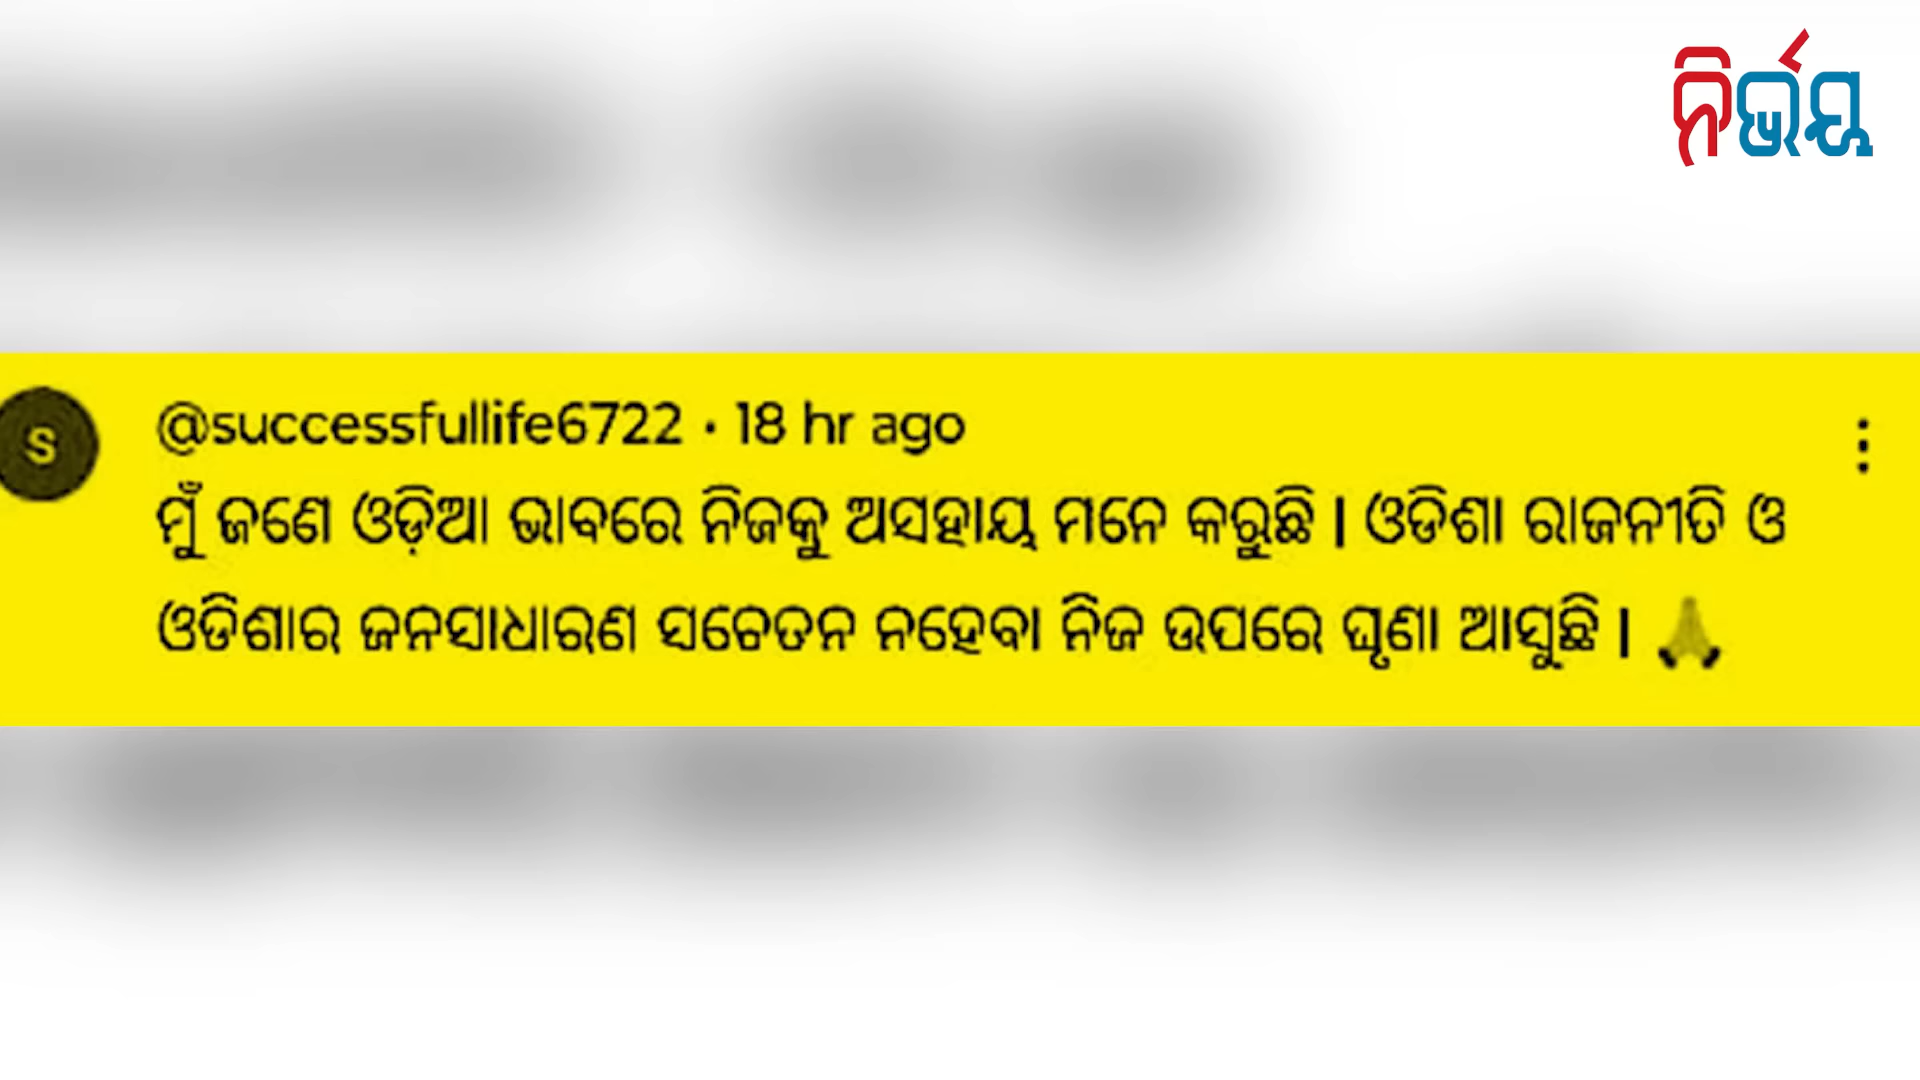 ନିର୍ଭୟ
@successfullife6722 · 18 hr ago
S
ମୁଁ ଜଣେ ଓଡ଼ିଆ ଭାବରେ ନିଜକୁ ଅସହାୟ ମନେ କରୁଛି | ଓଡିଶା ରାଜନୀତି ଓ
ଓଡିଶାର ଜନସାଧାରଣ ସଚେତନ ନହେବା ନିଜ ଉପରେ ଘୃଣା ଆସୁଛି | 🙏